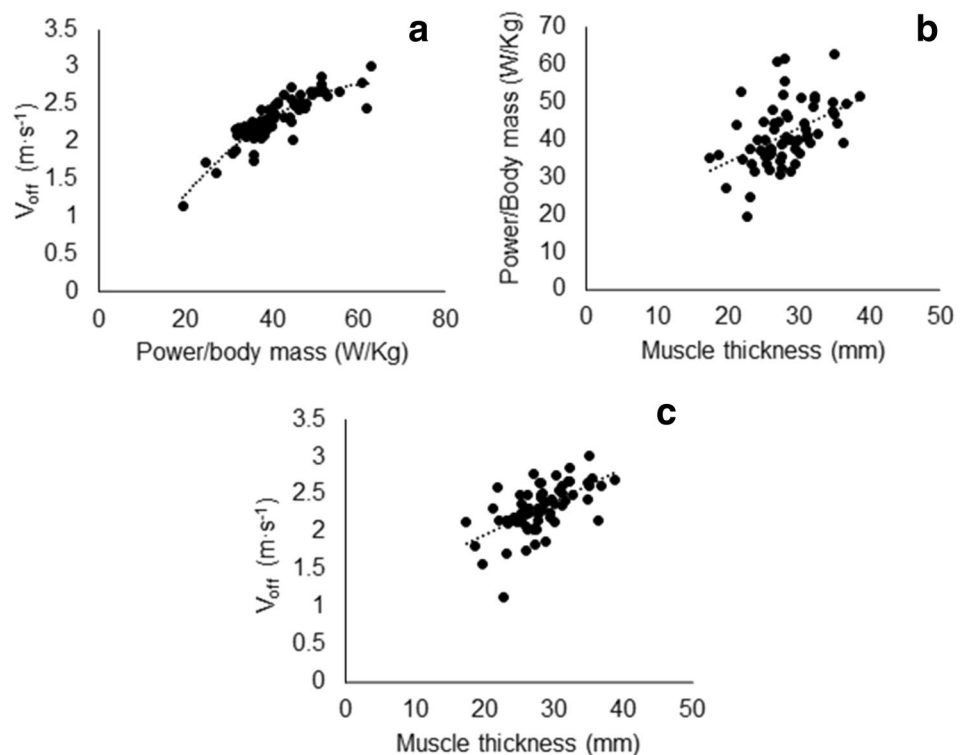 a
3.5
3
2.5
2
1.5
1
0.5
0
V_off (m·s⁻¹)
0 20 40 60 80
Power/body mass (W/Kg)
b
70
60
50
40
30
20
10
0
Power/Body mass (W/Kg)
0 10 20 30 40 50
Muscle thickness (mm)
c
3.5
3
2.5
2
1.5
1
0.5
0
V_off (m·s⁻¹)
0 10 20 30 40 50
Muscle thickness (mm)